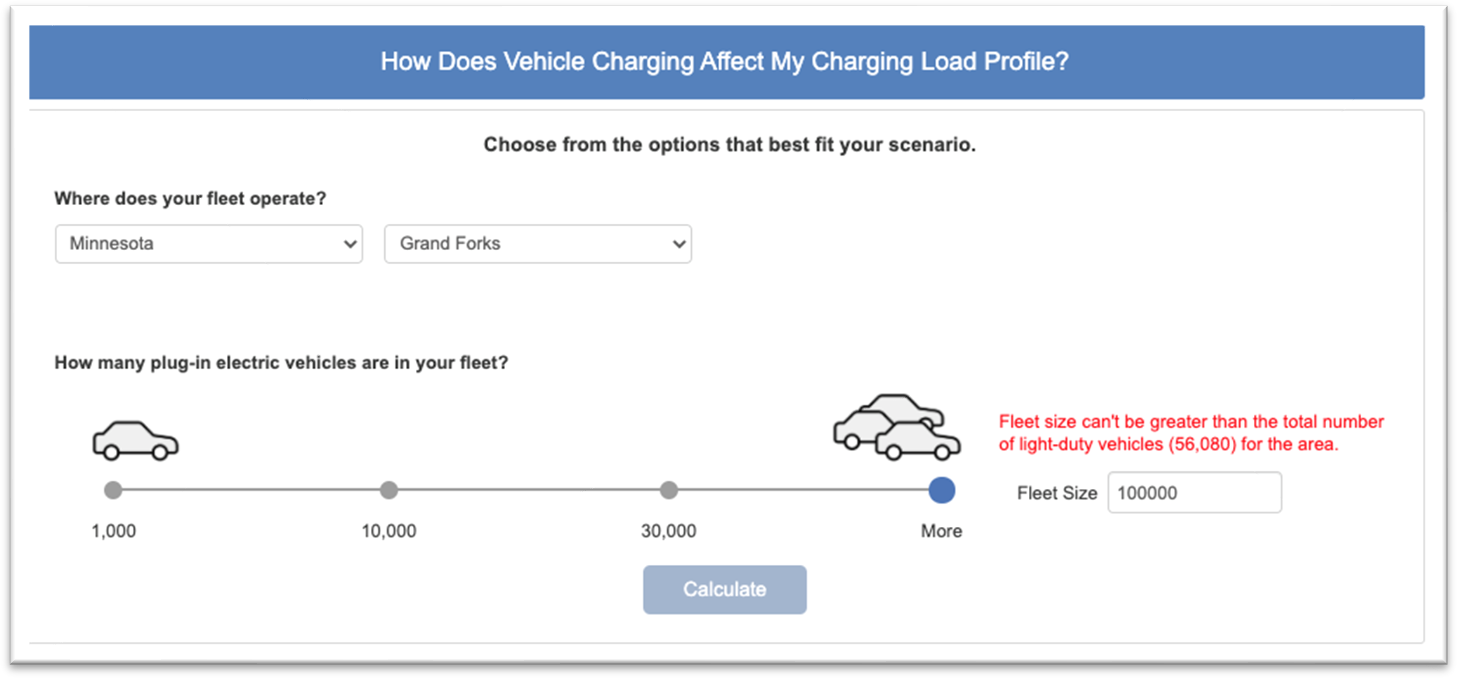 How Does Vehicle Charging Affect My Charging Load Profile?
Choose from the options that best fit your scenario.
Where does your fleet operate?
Minnesota
Grand Forks
How many plug-in electric vehicles are in your fleet?
Fleet size can't be greater than the total number
of light-duty vehicles (56,080) for the area.
Fleet Size 100000
1,000
10,000
30,000
More
Calculate